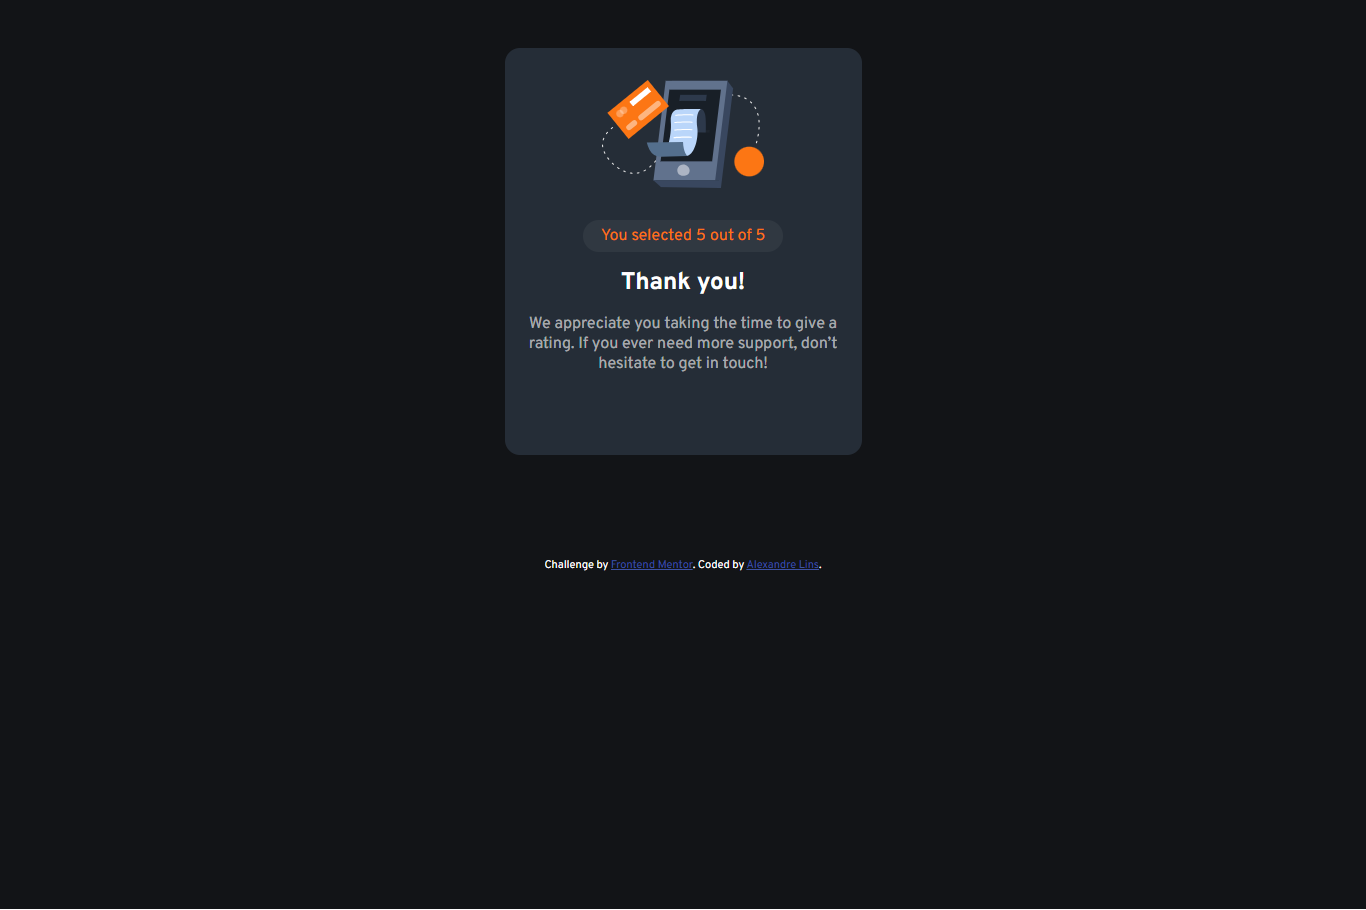 You selected 5 out of 5
Thank you!
We appreciate you taking the time to give a
rating. If you ever need more support, don’t
hesitate to get in touch!
Challenge by Frontend Mentor. Coded by Alexandre Lins.